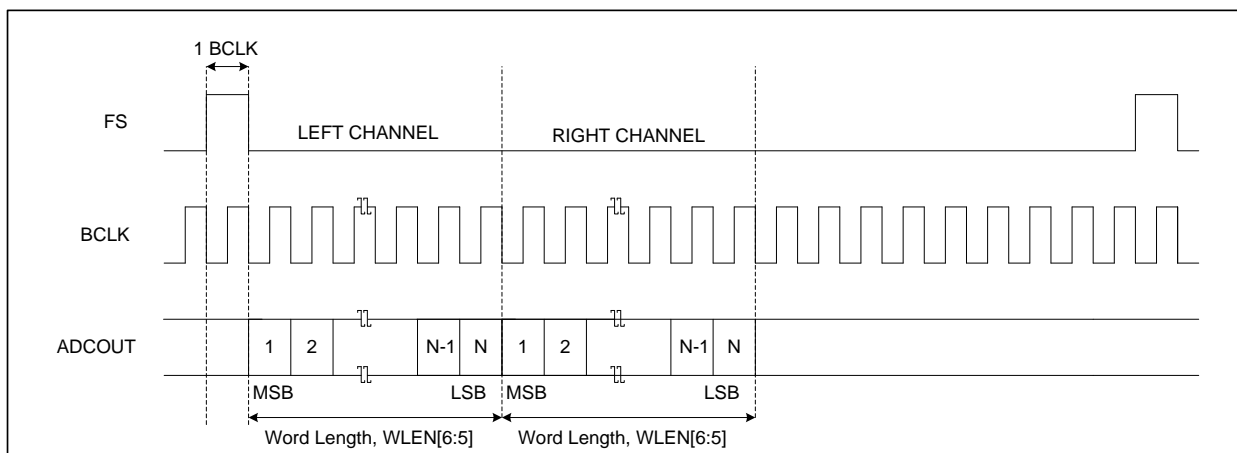 1 BCLK
FS
LEFT CHANNEL
RIGHT CHANNEL
BCLK
ADCOUT
1
2
N-1
N
1
2
N-1
N
MSB
LSB
MSB
LSB
Word Length, WLEN[6:5]
Word Length, WLEN[6:5]